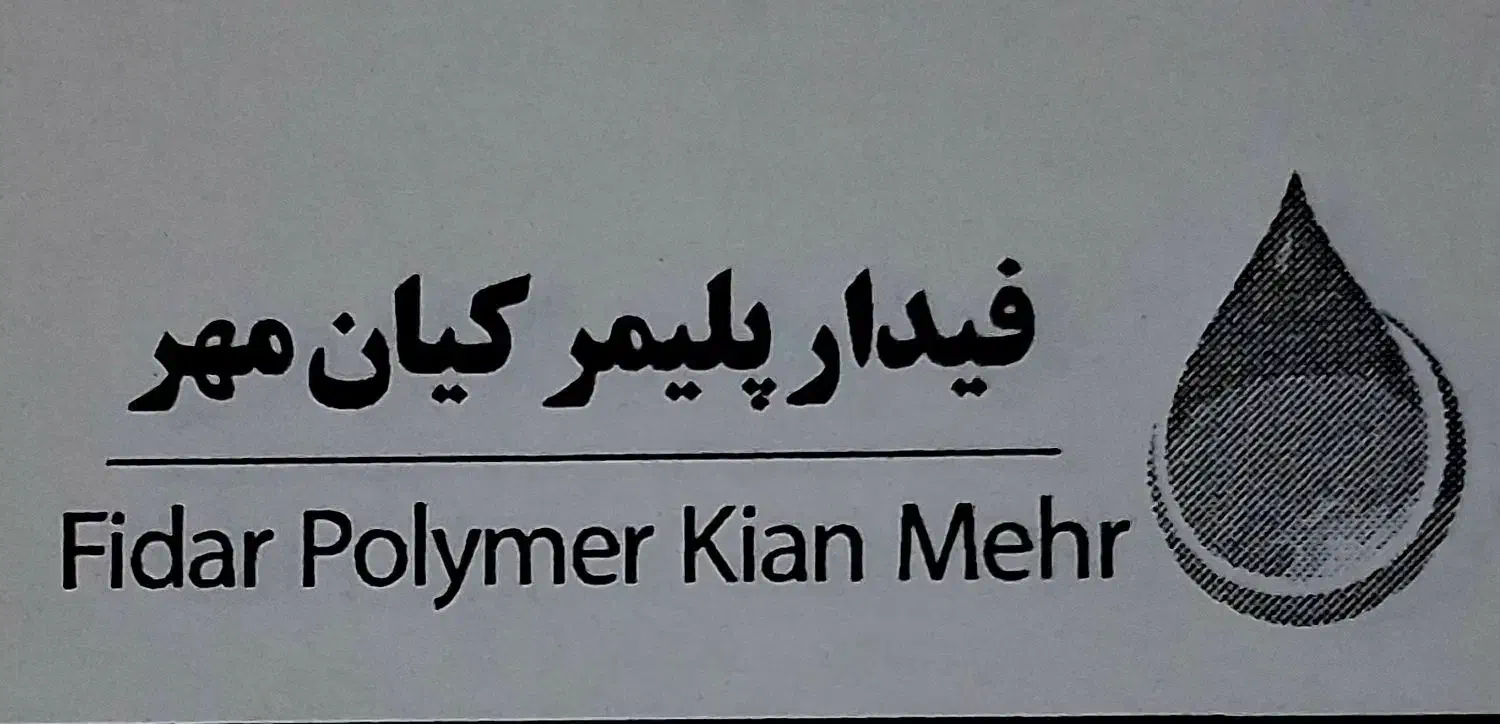 فیدار پلیمر کیان مهر
Fidar Polymer Kian Mehr